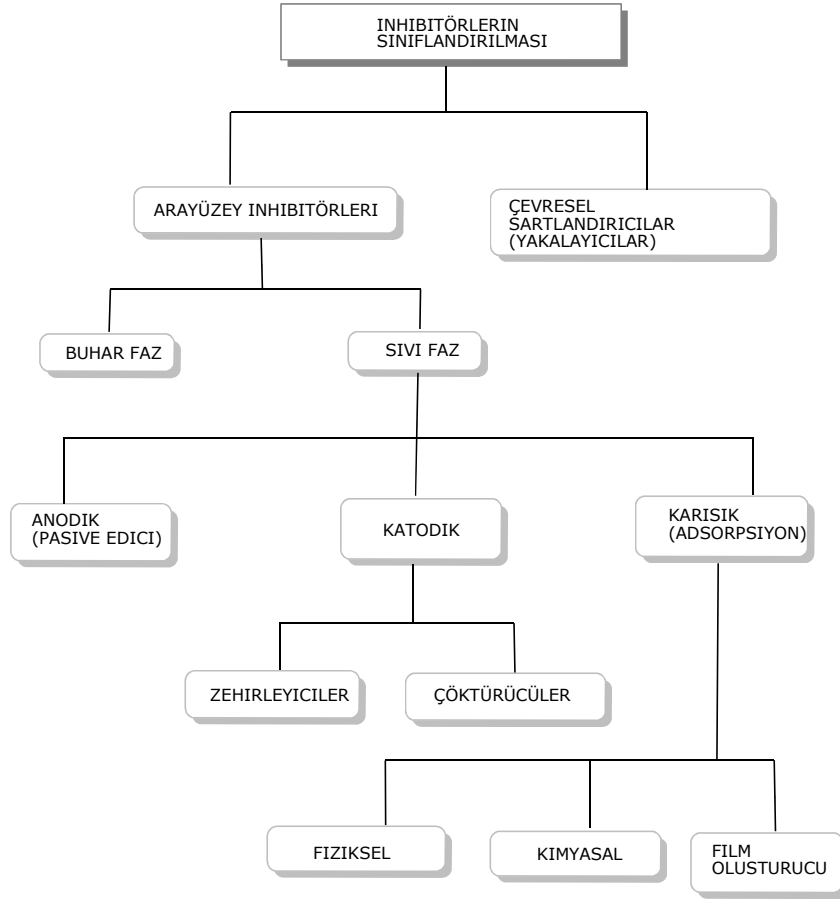 INHIBITÖRLERIN
SINIFLANDIRILMASI
ARAYÜZEY INHIBITÖRLERI
ÇEVRESEL
SARTLANDIRICILAR
(YAKALAYICILAR)
BUHAR FAZ
SIVI FAZ
ANODIK
(PASIVE EDICI)
KATODIK
KARISIK
(ADSORPSIYON)
ZEHIRLEYICILER
ÇÖKTÜRÜCÜLER
FIZIKSEL
KIMYASAL
FILM
OLUSTURUCU